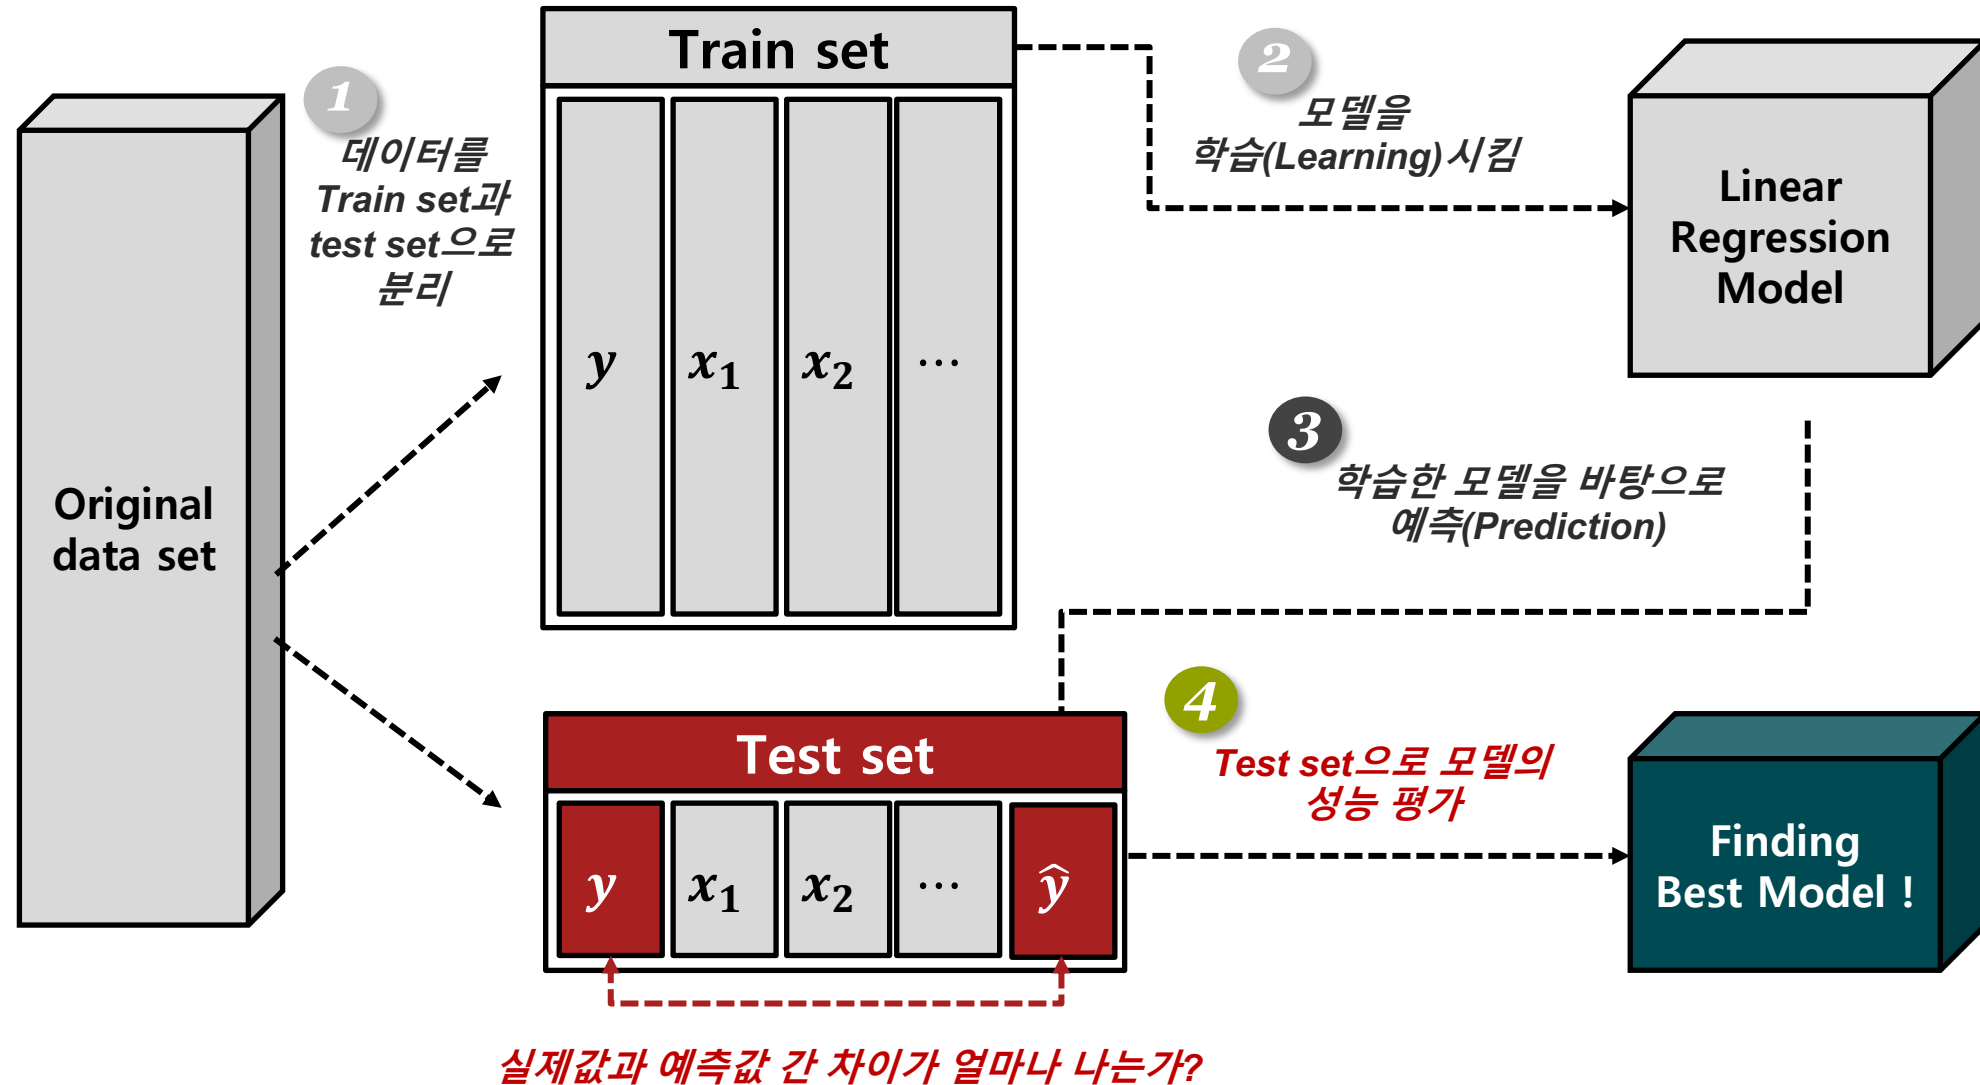 1
데이터를
Train set과
test set으로
분리
Original
data set
Train set
y x₁ x₂ ⋯
2
모델을
학습(Learning)시킴
Linear
Regression
Model
3
학습한 모델을 바탕으로
예측(Prediction)
Test set
y x₁ x₂ ⋯ ŷ
4
Test set으로 모델의
성능 평가
Finding
Best Model !
실제값과 예측값 간 차이가 얼마나 나는가?